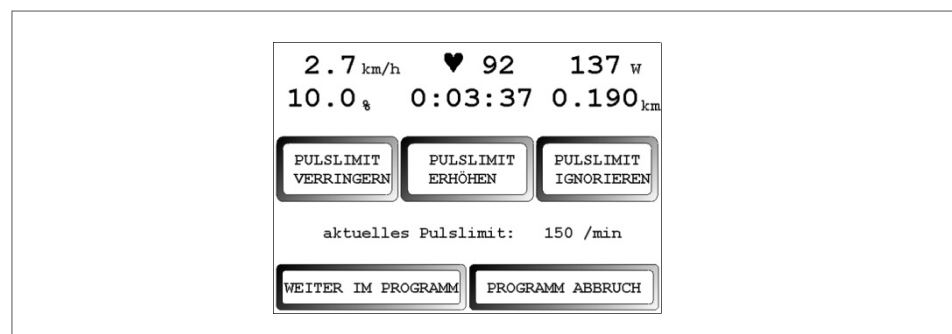 2.7 km/h ♥ 92 137 W
10.0 % 0:03:37 0.190 km
PULSLIMIT VERRINGERN
PULSLIMIT ERHÖHEN
PULSLIMIT IGNORIEREN
aktuelles Pulslimit: 150 /min
WEITER IM PROGRAMM PROGRAMM ABBRUCH